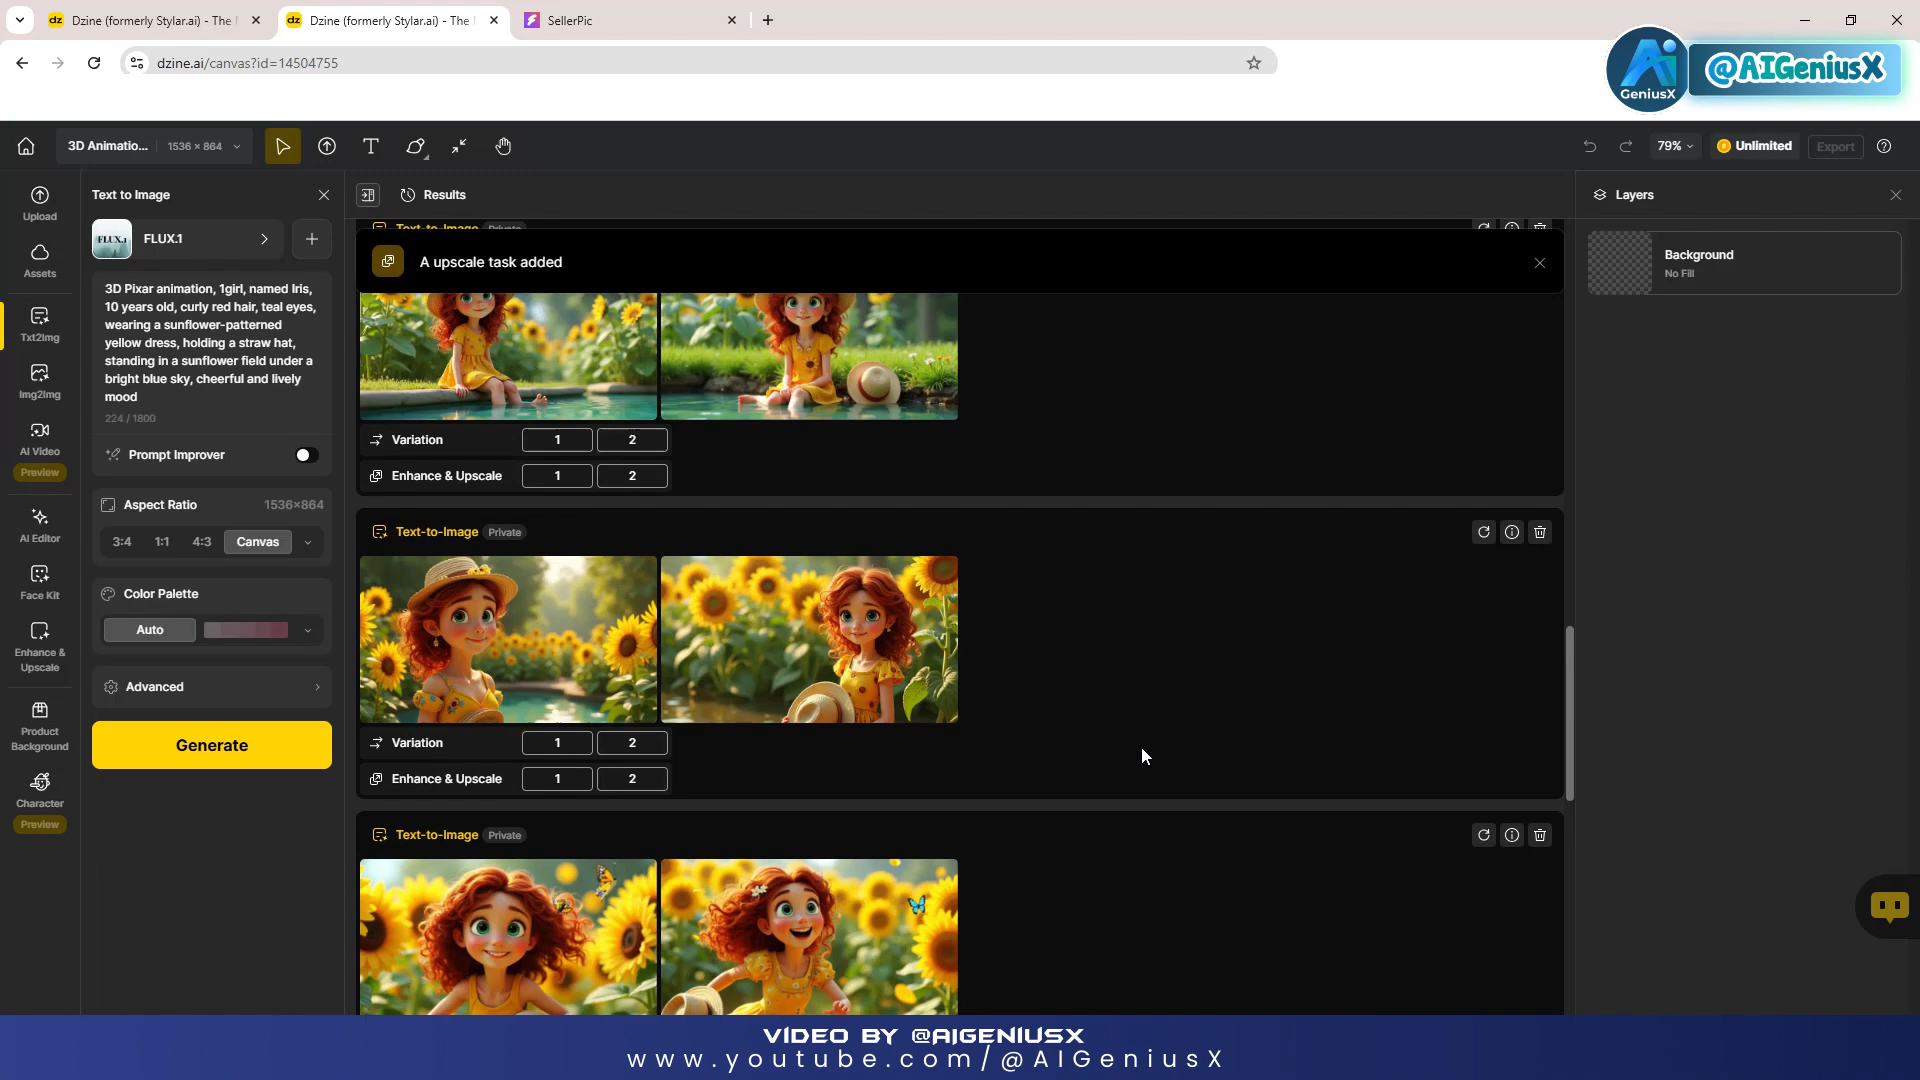 Dzine (formerly Stylar.ai) - The
Dzine (formerly Stylar.ai) - The
SellerPic
dzine.ai/canvas?id=14504755
Ai
GeniusX
@AIGeniusX
3D Animatio...
1536 × 864
79%
Unlimited
Export
Upload
Assets
Txt2Img
Img2Img
AI Video
Preview
AI Editor
Face Kit
Enhance &
Upscale
Product
Background
Character
Preview
Text to Image
FLUX.1
FLUX.1
3D Pixar animation, 1girl, named Iris,
10 years old, curly red hair, teal eyes,
wearing a sunflower-patterned
yellow dress, holding a straw hat,
standing in a sunflower field under a
bright blue sky, cheerful and lively
mood
224 / 1800
Prompt Improver
Aspect Ratio
1536×864
3:4
1:1
4:3
Canvas
Color Palette
Auto
Advanced
Generate
Results
Text-to-Image
Private
A upscale task added
Variation
1
2
Enhance & Upscale
1
2
Text-to-Image
Private
Variation
1
2
Enhance & Upscale
1
2
Text-to-Image
Private
Layers
Background
No Fill
VIDEO BY @AIGENIUSX
www.youtube.com/@AIGeniusX